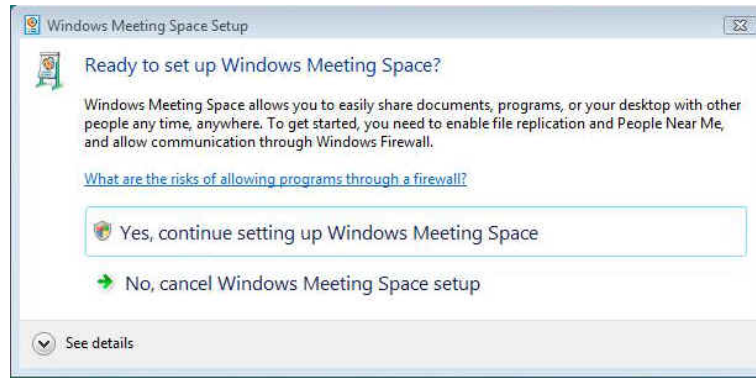 Windows Meeting Space Setup
Ready to set up Windows Meeting Space?
Windows Meeting Space allows you to easily share documents, programs, or your desktop with other
people any time, anywhere. To get started, you need to enable file replication and People Near Me,
and allow communication through Windows Firewall.
What are the risks of allowing programs through a firewall?
Yes, continue setting up Windows Meeting Space
No, cancel Windows Meeting Space setup
See details